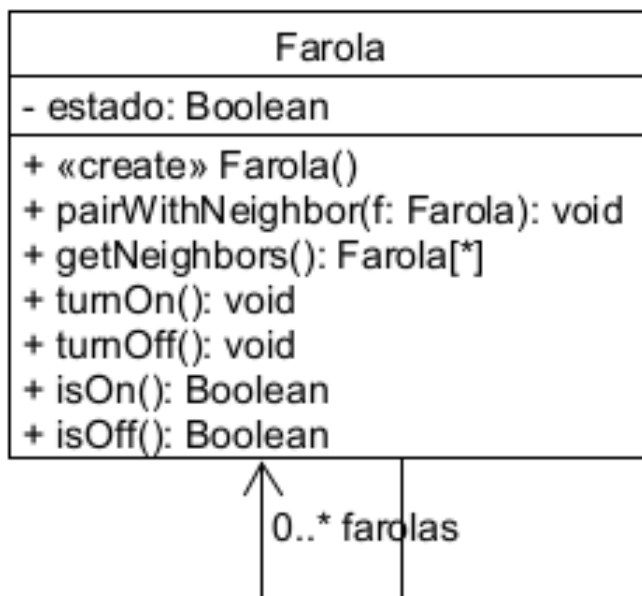 Farola
- estado: Boolean
+ «create» Farola()
+ pairWithNeighbor(f: Farola): void
+ getNeighbors(): Farola[*]
+ turnOn(): void
+ turnOff(): void
+ isOn(): Boolean
+ isOff(): Boolean
0..* farolas